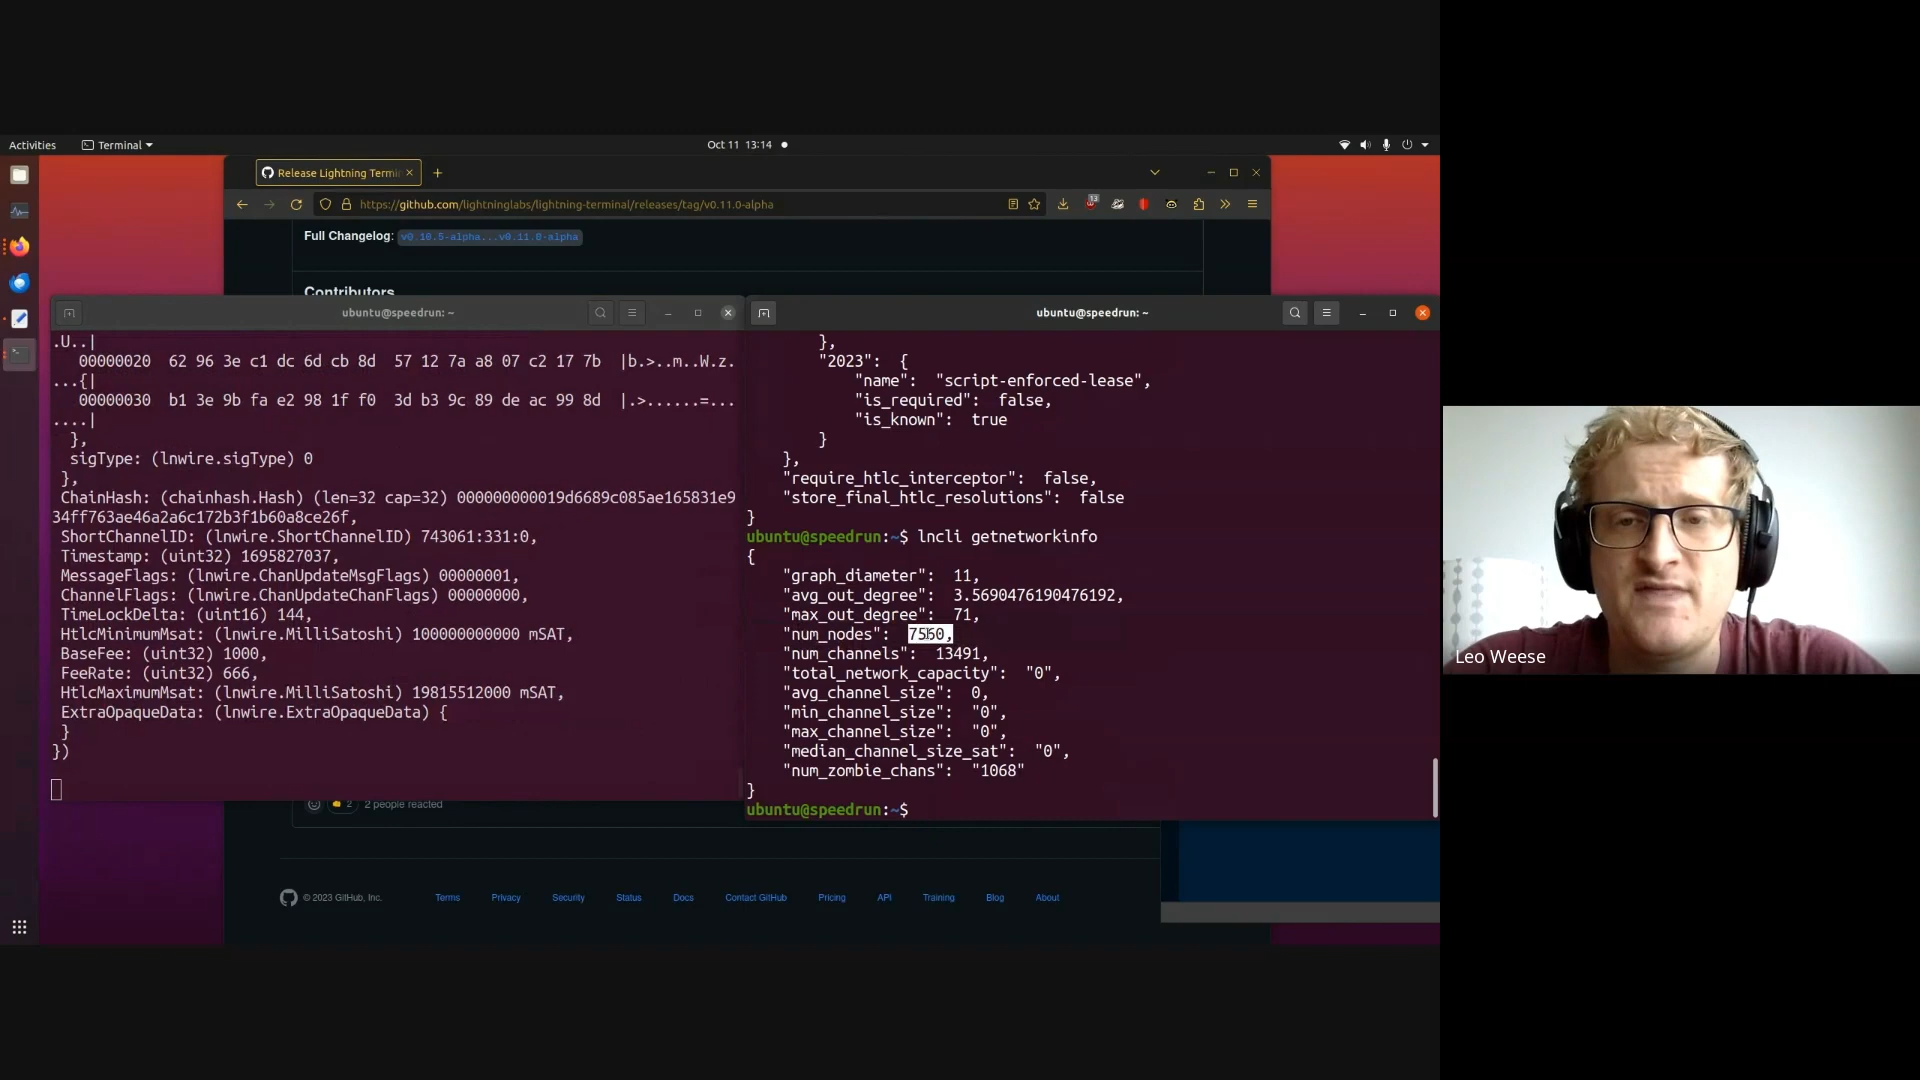 Activities
Terminal
Oct 11 13:14
Release Lightning Termi
https://github.com/lightninglabs/lightning-terminal/releases/tag/v0.11.0-alpha
13
Full Changelog: v0.10.5-alpha...v0.11.0-alpha
Contributors
ubuntu@speedrun: ~
.U..|
00000020  62 96 3e c1 dc 6d cb 8d  57 12 7a a8 07 c2 17 7b  |b.>..m..W.z.
...{|
00000030  b1 3e 9b fa e2 98 1f f0  3d b3 9c 89 de ac 99 8d  |.>......=...
....|
},
sigType: (lnwire.sigType) 0
},
ChainHash: (chainhash.Hash) (len=32 cap=32) 000000000019d6689c085ae165831e9
34ff763ae46a2a6c172b3f1b60a8ce26f,
ShortChannelID: (lnwire.ShortChannelID) 743061:331:0,
Timestamp: (uint32) 1695827037,
MessageFlags: (lnwire.ChanUpdateMsgFlags) 00000001,
ChannelFlags: (lnwire.ChanUpdateChanFlags) 00000000,
TimeLockDelta: (uint16) 144,
HtlcMinimumMsat: (lnwire.MilliSatoshi) 100000000000 mSAT,
BaseFee: (uint32) 1000,
FeeRate: (uint32) 666,
HtlcMaximumMsat: (lnwire.MilliSatoshi) 19815512000 mSAT,
ExtraOpaqueData: (lnwire.ExtraOpaqueData) {
}
})
ubuntu@speedrun: ~
},
"2023":  {
"name":  "script-enforced-lease",
"is_required":  false,
"is_known":  true
}
},
"require_htlc_interceptor":  false,
"store_final_htlc_resolutions":  false
}
ubuntu@speedrun:~$ lncli getnetworkinfo
{
"graph_diameter":  11,
"avg_out_degree":  3.5690476190476192,
"max_out_degree":  71,
"num_nodes":  7560,
"num_channels":  13491,
"total_network_capacity":  "0",
"avg_channel_size":  0,
"min_channel_size":  "0",
"max_channel_size":  "0",
"median_channel_size_sat":  "0",
"num_zombie_chans":  "1068"
}
ubuntu@speedrun:~$
2 2 people reacted
© 2023 GitHub, Inc. Terms Privacy Security Status Docs Contact GitHub Pricing API Training Blog About
Leo Weese